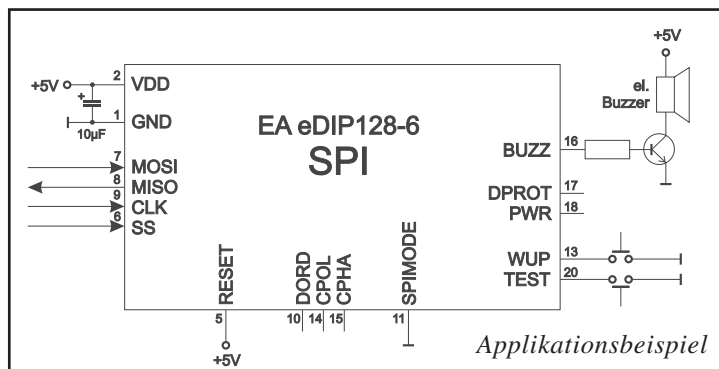 +5V
el.
Buzzer
+5V
2
VDD
1
GND
+
10µF
EA eDIP128-6
SPI
7
MOSI
8
MISO
9
CLK
6
SS
BUZZ
16
DPROT
17
PWR
18
WUP
13
TEST
20
RESET
DORD
CPOL
CPHA
SPIMODE
5
10
14
15
11
+5V
Applikationsbeispiel